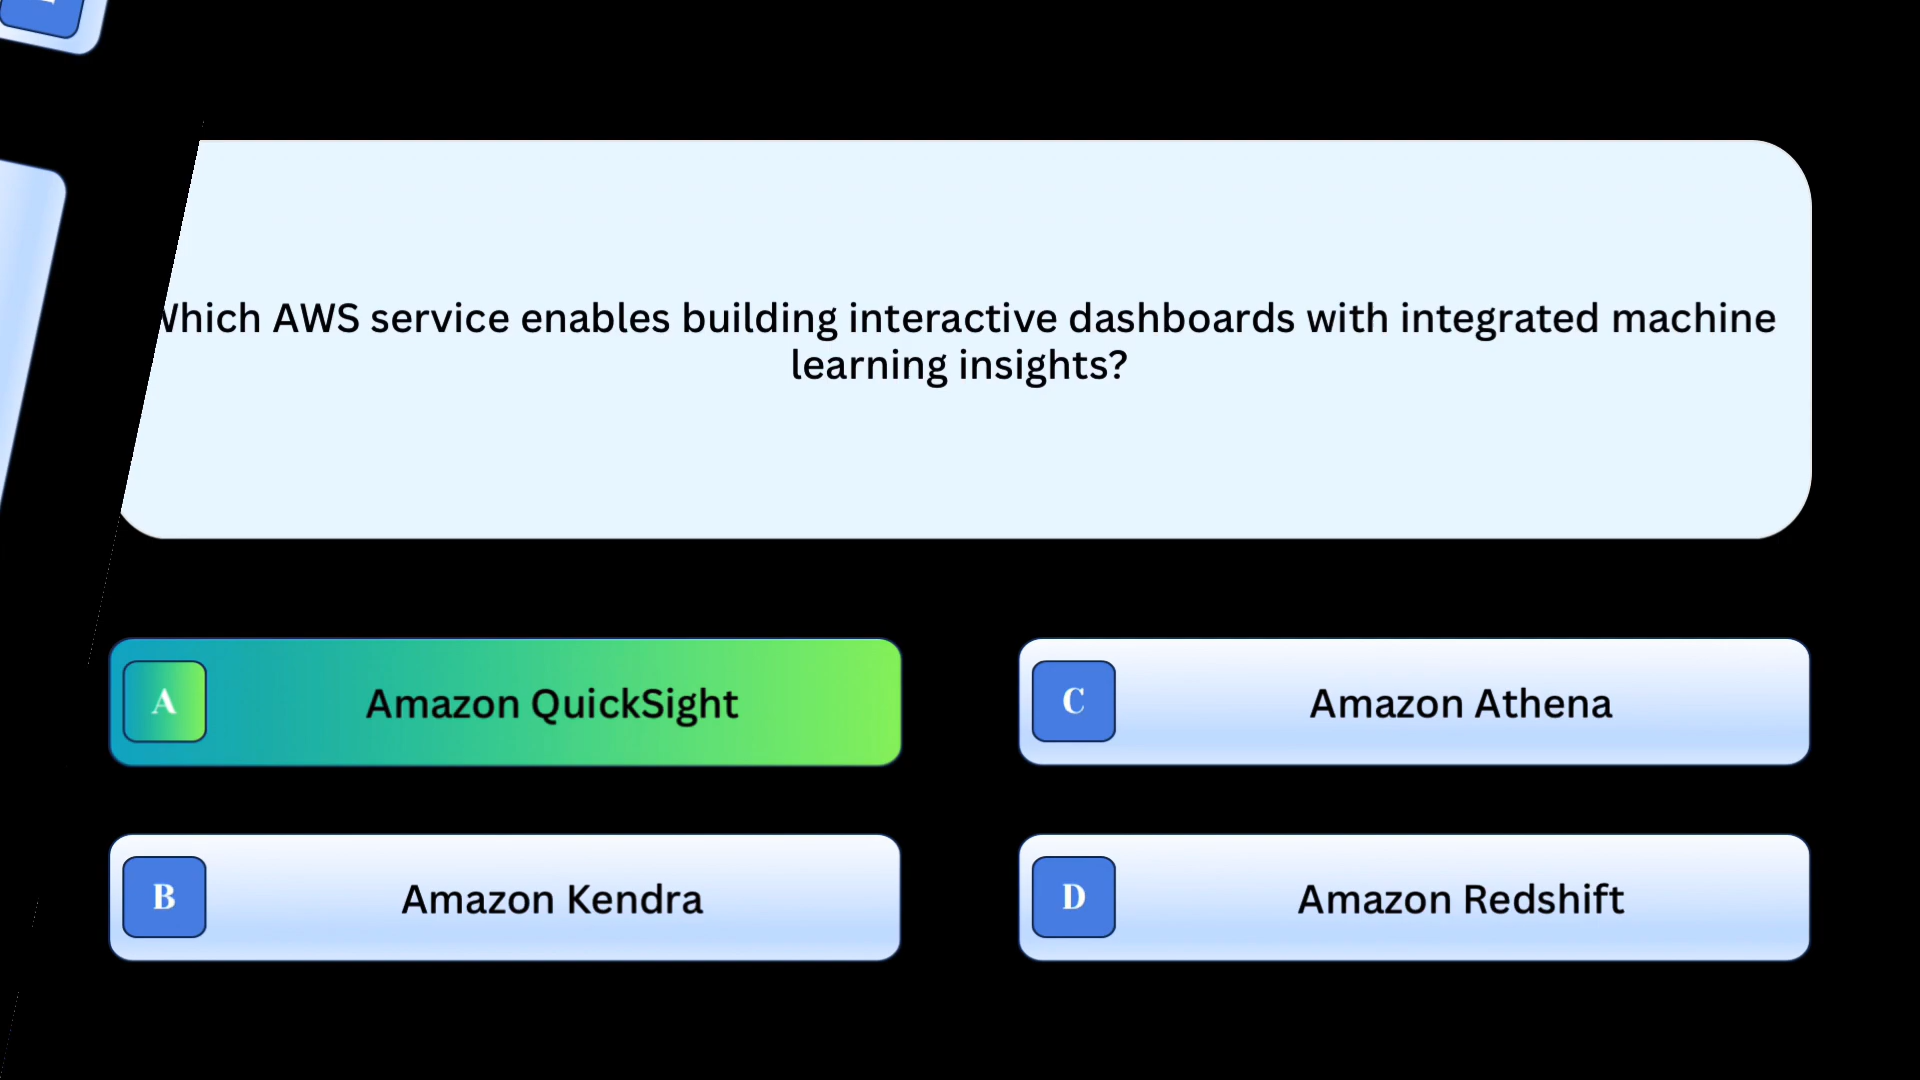 Which AWS service enables building interactive dashboards with integrated machine
learning insights?
A Amazon QuickSight
C Amazon Athena
B Amazon Kendra
D Amazon Redshift